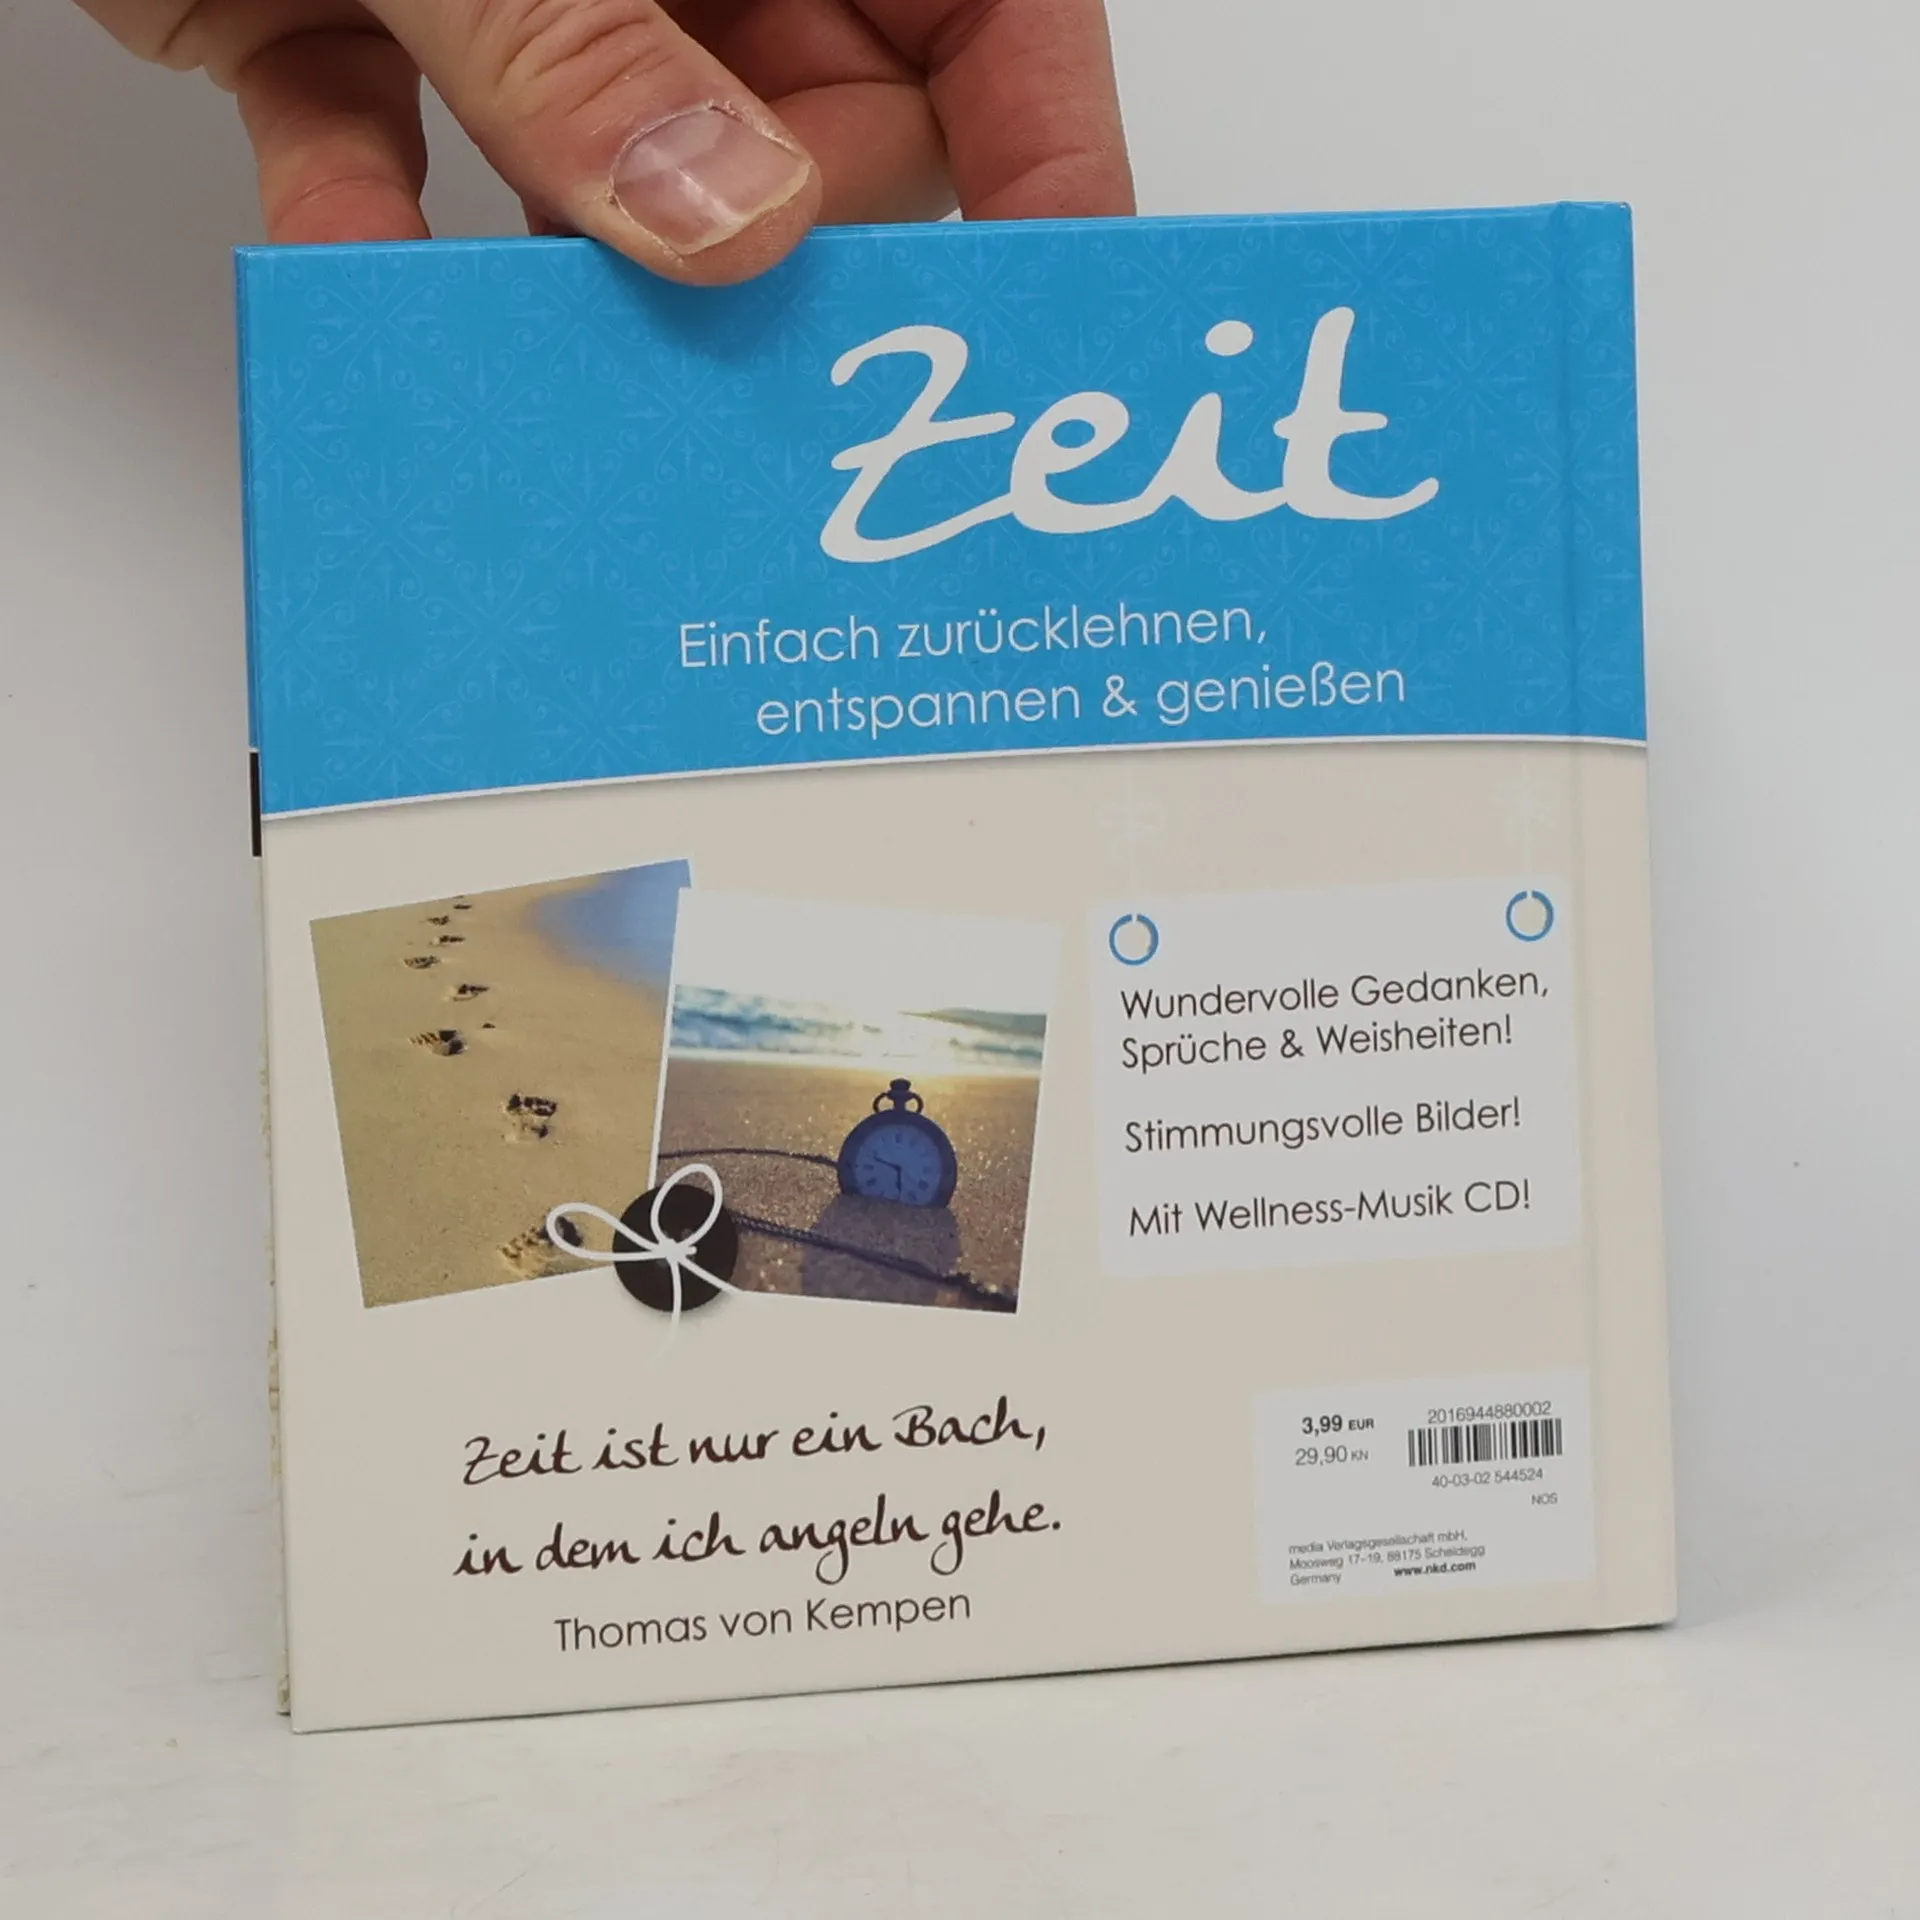 Zeit
Einfach zurücklehnen,
entspannen & genießen
Wundervolle Gedanken,
Sprüche & Weisheiten!
Stimmungsvolle Bilder!
Mit Wellness-Musik CD!
Zeit ist nur ein Bach,
in dem ich angeln gehe.
Thomas von Kempen
3,99 EUR
29,90 KN
2016944880002
40-03-02 544524
NOS
media Verlagsgesellschaft mbH,
Moosweg 17-19, 88175 Scheidegg
Germany www.nkd.com